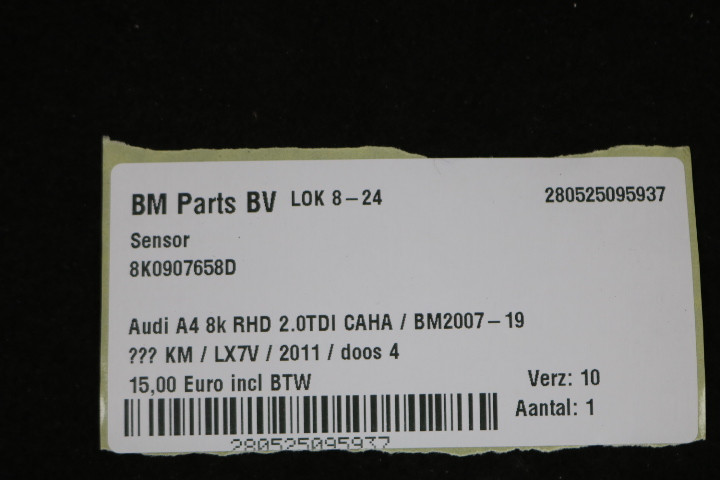 BM Parts BV LOK 8-24 280525095937
Sensor
8K0907658D
Audi A4 8k RHD 2.0TDI CAHA / BM2007-19
??? KM / LX7V / 2011 / doos 4
15,00 Euro incl BTW Verz: 10
Aantal: 1
280525095937